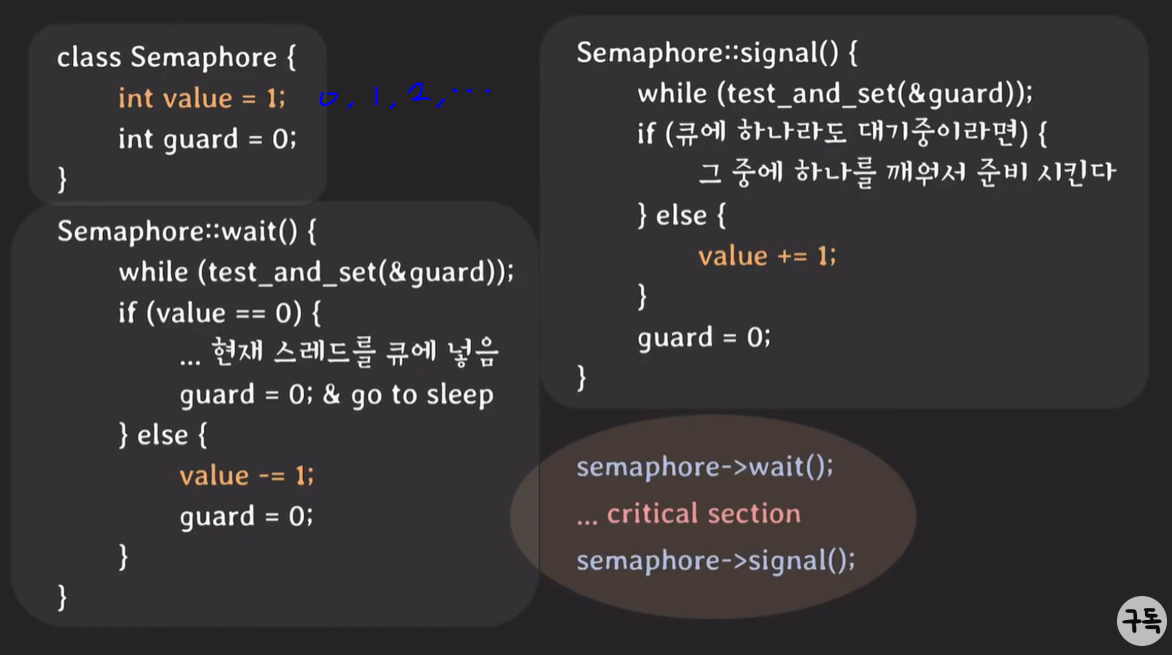 class Semaphore {
int value = 1; 0, 1, 2, ...
int guard = 0;
}
Semaphore::wait() {
while (test_and_set(&guard));
if (value == 0) {
... 현재 스레드를 큐에 넣음
guard = 0; & go to sleep
} else {
value -= 1;
guard = 0;
}
}
Semaphore::signal() {
while (test_and_set(&guard));
if (큐에 하나라도 대기중이라면) {
그 중에 하나를 깨워서 준비 시킨다
} else {
value += 1;
}
guard = 0;
}
semaphore->wait();
... critical section
semaphore->signal();
구독